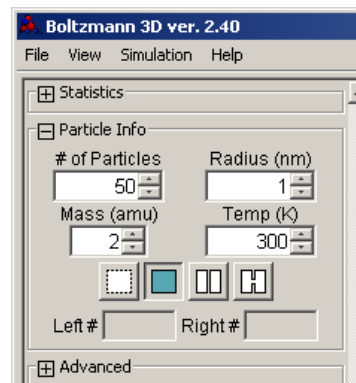 Boltzmann 3D ver. 2.40
File View Simulation Help
Statistics
Particle Info
# of Particles Radius (nm)
50 1
Mass (amu) Temp (K)
2 300
Left # Right #
Advanced